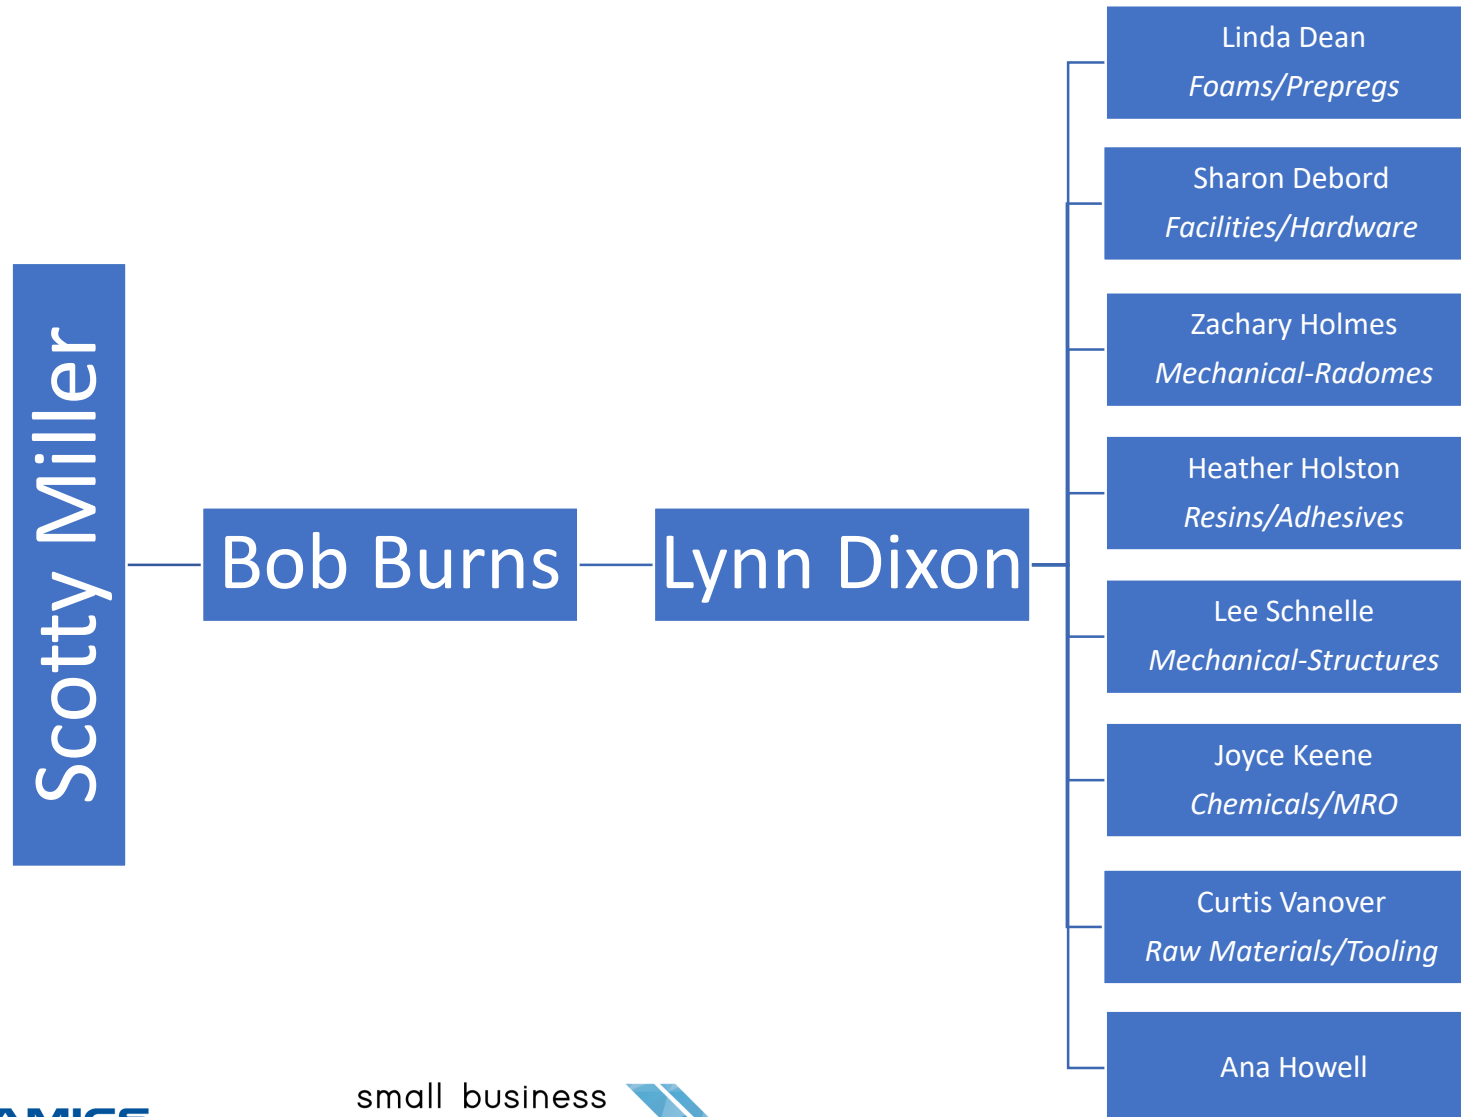 Scotty Miller
Bob Burns
Lynn Dixon
Linda Dean
Foams/Prepregs
Sharon Debord
Facilities/Hardware
Zachary Holmes
Mechanical-Radomes
Heather Holston
Resins/Adhesives
Lee Schnelle
Mechanical-Structures
Joyce Keene
Chemicals/MRO
Curtis Vanover
Raw Materials/Tooling
Ana Howell
small business